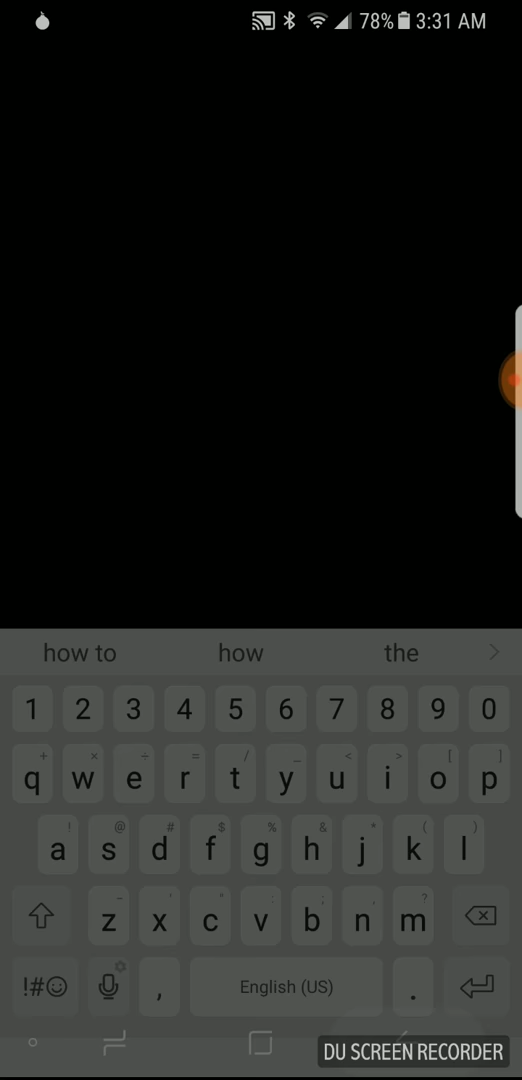 78% 3:31 AM
how to how the
1 2 3 4 5 6 7 8 9 0
+ × ÷ = / _ < > [ ]
q w e r t y u i o p
! @ # $ % & * ( )
a s d f g h j k l
- ' " : ; , ?
z x c v b n m
!#☺ , English (US) .
DU SCREEN RECORDER